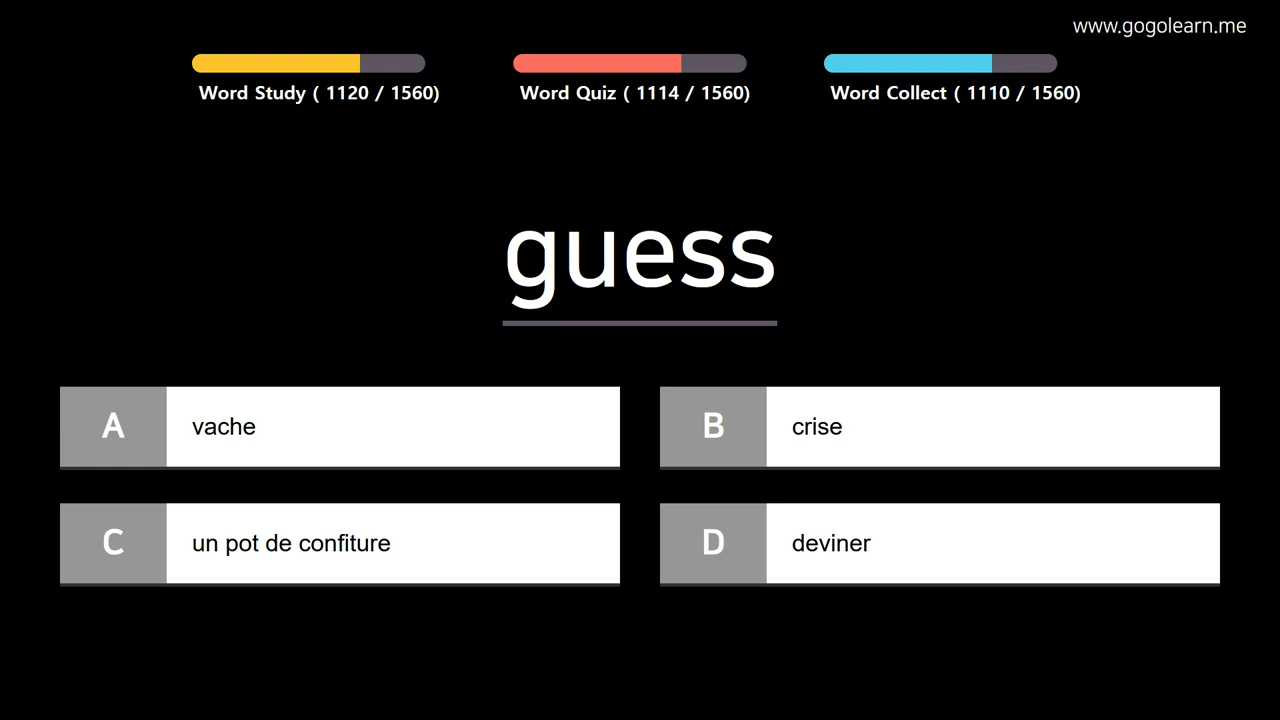 www.gogolearn.me
Word Study ( 1120 / 1560)
Word Quiz ( 1114 / 1560)
Word Collect ( 1110 / 1560)
guess
A vache
B crise
C un pot de confiture
D deviner